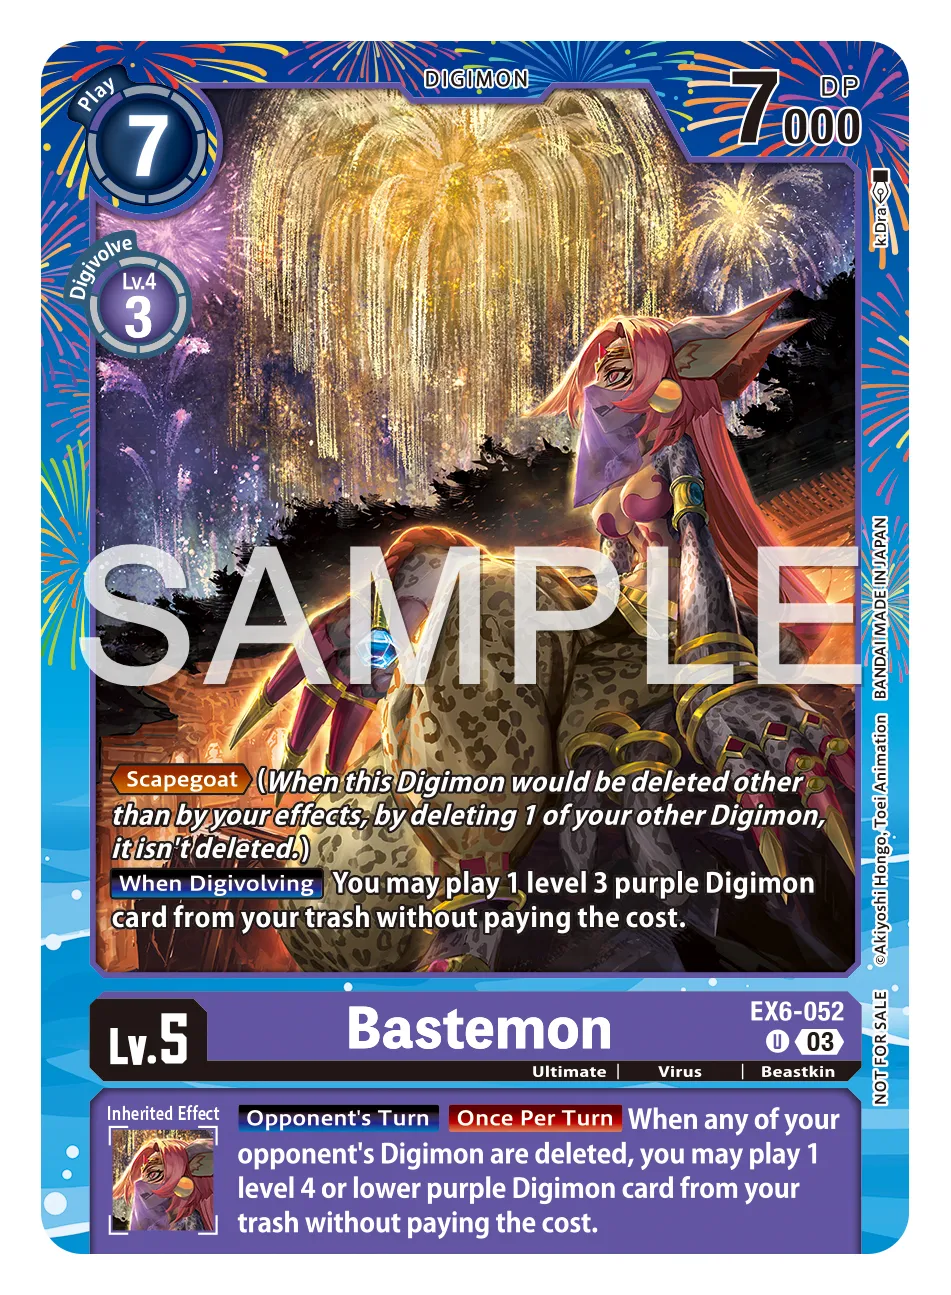 DIGIMON
Play
7
7000
DP
k.Dra
Digivolve
Lv.4
3
SAMPLE
Scapegoat (When this Digimon would be deleted other
than by your effects, by deleting 1 of your other Digimon,
it isn't deleted.)
When Digivolving You may play 1 level 3 purple Digimon
card from your trash without paying the cost.
BANDAI MADE IN JAPAN
©Akiyoshi Hongo, Toei Animation
NOT FOR SALE
Lv.5
Bastemon
EX6-052
U 03
Ultimate | Virus | Beastkin
Inherited Effect
Opponent's Turn Once Per Turn When any of your
opponent's Digimon are deleted, you may play 1
level 4 or lower purple Digimon card from your
trash without paying the cost.